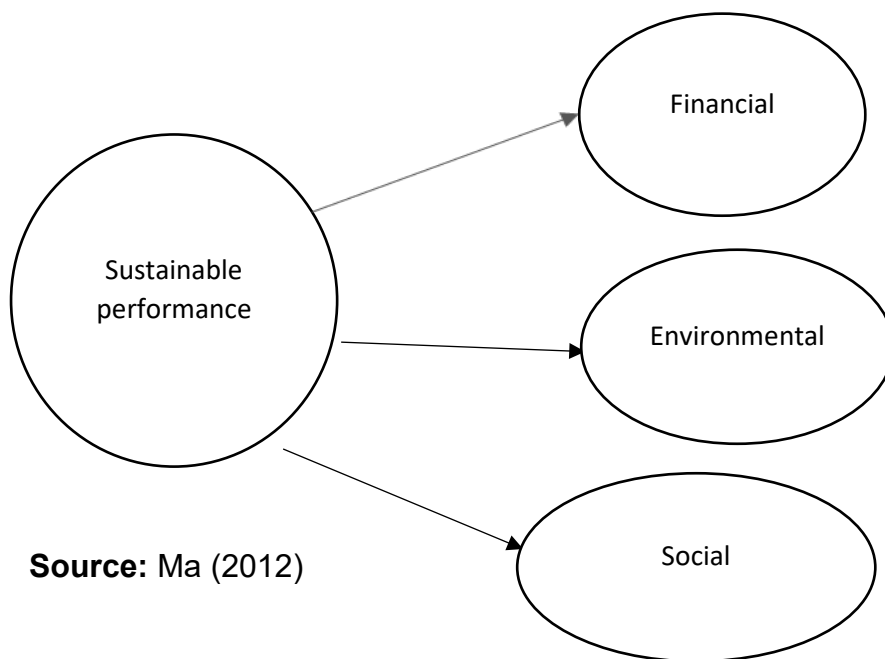 Financial
Sustainable
performance
Environmental
Social
Source: Ma (2012)